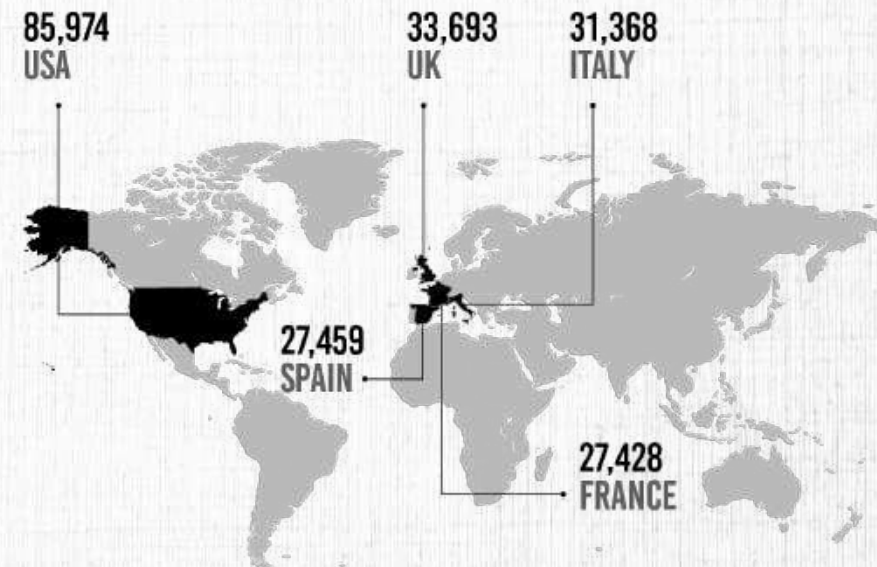 85,974
USA
33,693
UK
31,368
ITALY
27,459
SPAIN
27,428
FRANCE